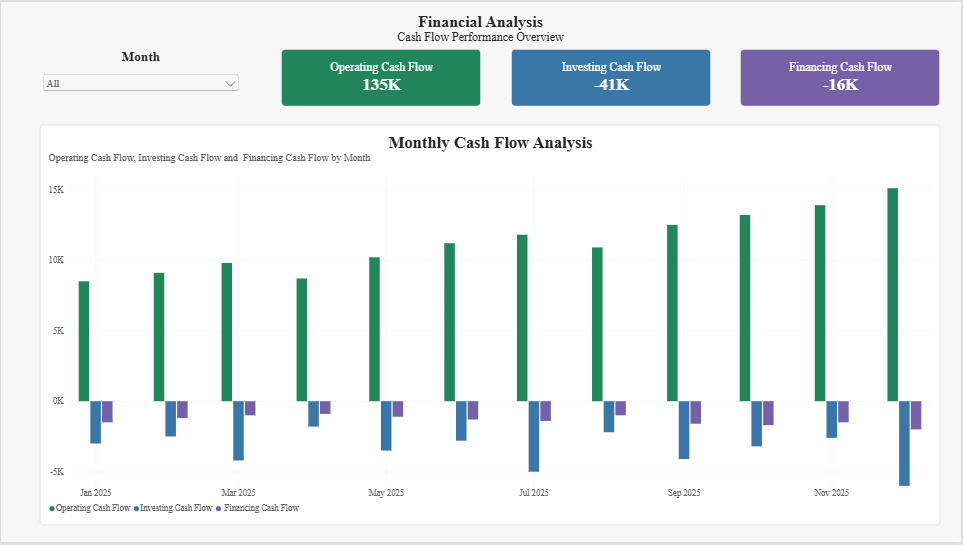 Financial Analysis
Cash Flow Performance Overview
Month
All
Operating Cash Flow
135K
Investing Cash Flow
-41K
Financing Cash Flow
-16K
Monthly Cash Flow Analysis
Operating Cash Flow, Investing Cash Flow and Financing Cash Flow by Month
15K
10K
5K
0K
-5K
Jan 2025 Mar 2025 May 2025 Jul 2025 Sep 2025 Nov 2025
Operating Cash Flow Investing Cash Flow Financing Cash Flow